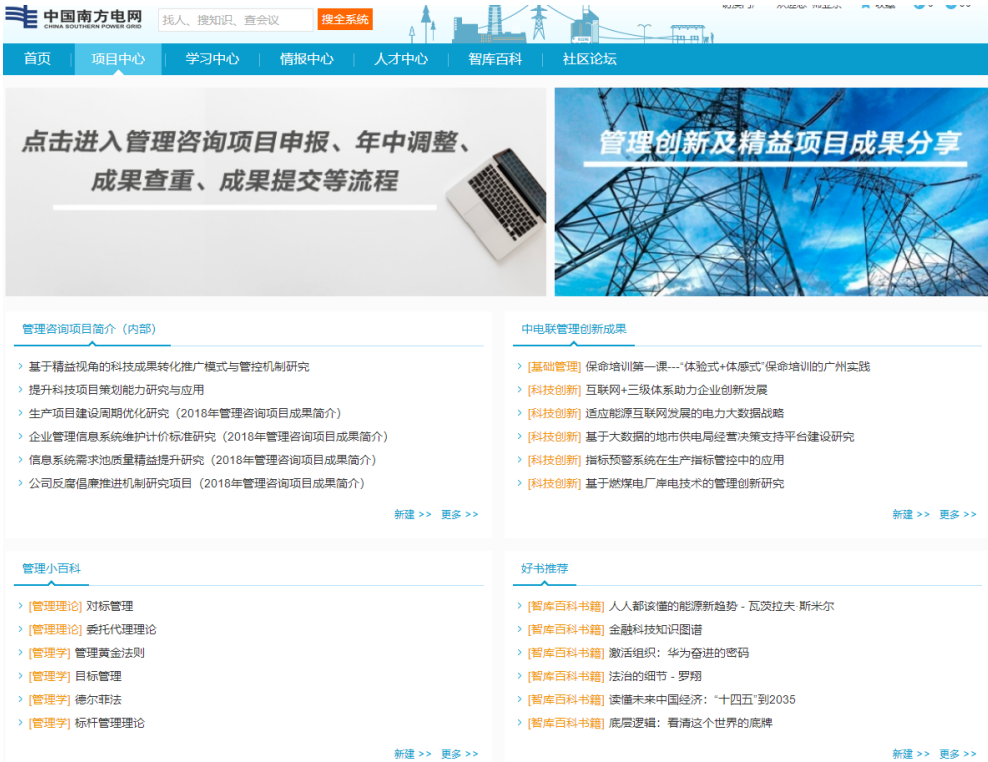 中国南方电网
CHINA SOUTHERN POWER GRID
找人、搜知识、查会议
搜全系统
首页
项目中心
学习中心
情报中心
人才中心
智库百科
社区论坛
点击进入管理咨询项目申报、年中调整、
成果查重、成果提交等流程
管理创新及精益项目成果分享
管理咨询项目简介（内部）
基于精益视角的科技成果转化推广模式与管控机制研究
提升科技项目策划能力研究与应用
生产项目建设周期优化研究（2018年管理咨询项目成果简介）
企业管理信息系统维护计价标准研究（2018年管理咨询项目成果简介）
信息系统需求池质量精益提升研究（2018年管理咨询项目成果简介）
公司反腐倡廉推进机制研究项目（2018年管理咨询项目成果简介）
新建 >> 更多 >>
中电联管理创新成果
[基础管理] 保命培训第一课---“体验式+体感式”保命培训的广州实践
[科技创新] 互联网+三级体系助力企业创新发展
[科技创新] 适应能源互联网发展的电力大数据战略
[科技创新] 基于大数据的地市供电局经营决策支持平台建设研究
[科技创新] 指标预警系统在生产指标管控中的应用
[科技创新] 基于燃煤电厂岸电技术的管理创新研究
新建 >> 更多 >>
管理小百科
[管理理论] 对标管理
[管理理论] 委托代理理论
[管理学] 管理黄金法则
[管理学] 目标管理
[管理学] 德尔菲法
[管理学] 标杆管理理论
新建 >> 更多 >>
好书推荐
[智库百科书籍] 人人都该懂的能源新趋势 - 瓦茨拉夫·斯米尔
[智库百科书籍] 金融科技知识图谱
[智库百科书籍] 激活组织：华为奋进的密码
[智库百科书籍] 法治的细节 - 罗翔
[智库百科书籍] 读懂未来中国经济：“十四五”到2035
[智库百科书籍] 底层逻辑：看清这个世界的底牌
新建 >> 更多 >>